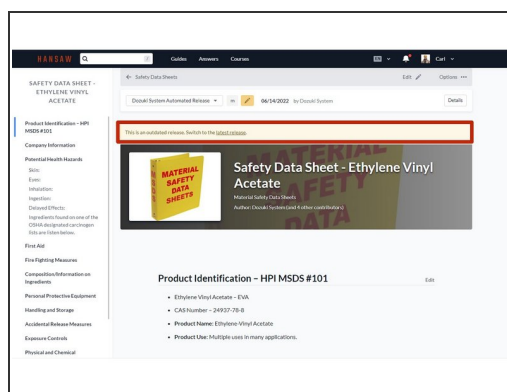 HANSAW
Guides Answers Courses
Carl
SAFETY DATA SHEET -
ETHYLENE VINYL
ACETATE
Product Identification – HPI
MSDS #101
Company Information
Potential Health Hazards
Skin:
Eyes:
Inhalation:
Ingestion:
Delayed Effects:
Ingredients found on one of the
OSHA designated carcinogen
lists are listen below.
First Aid
Fire Fighting Measures
Composition/Information on
Ingredients
Personal Protective Equipment
Handling and Storage
Accidental Release Measures
Exposure Controls
Physical and Chemical
← Safety Data Sheets
Edit
Options
Dozuki System Automated Release
06/14/2022 by Dozuki System
Details
This is an outdated release. Switch to the latest release.
MATERIAL
SAFETY
DATA
SHEETS
Safety Data Sheet - Ethylene Vinyl
Acetate
Material Safety Data Sheets
Author: Dozuki System (and 4 other contributors)
Product Identification – HPI MSDS #101
Edit
• Ethylene Vinyl Acetate – EVA
• CAS Number – 24937-78-8
• Product Name: Ethylene-Vinyl Acetate
• Product Use: Multiple uses in many applications.